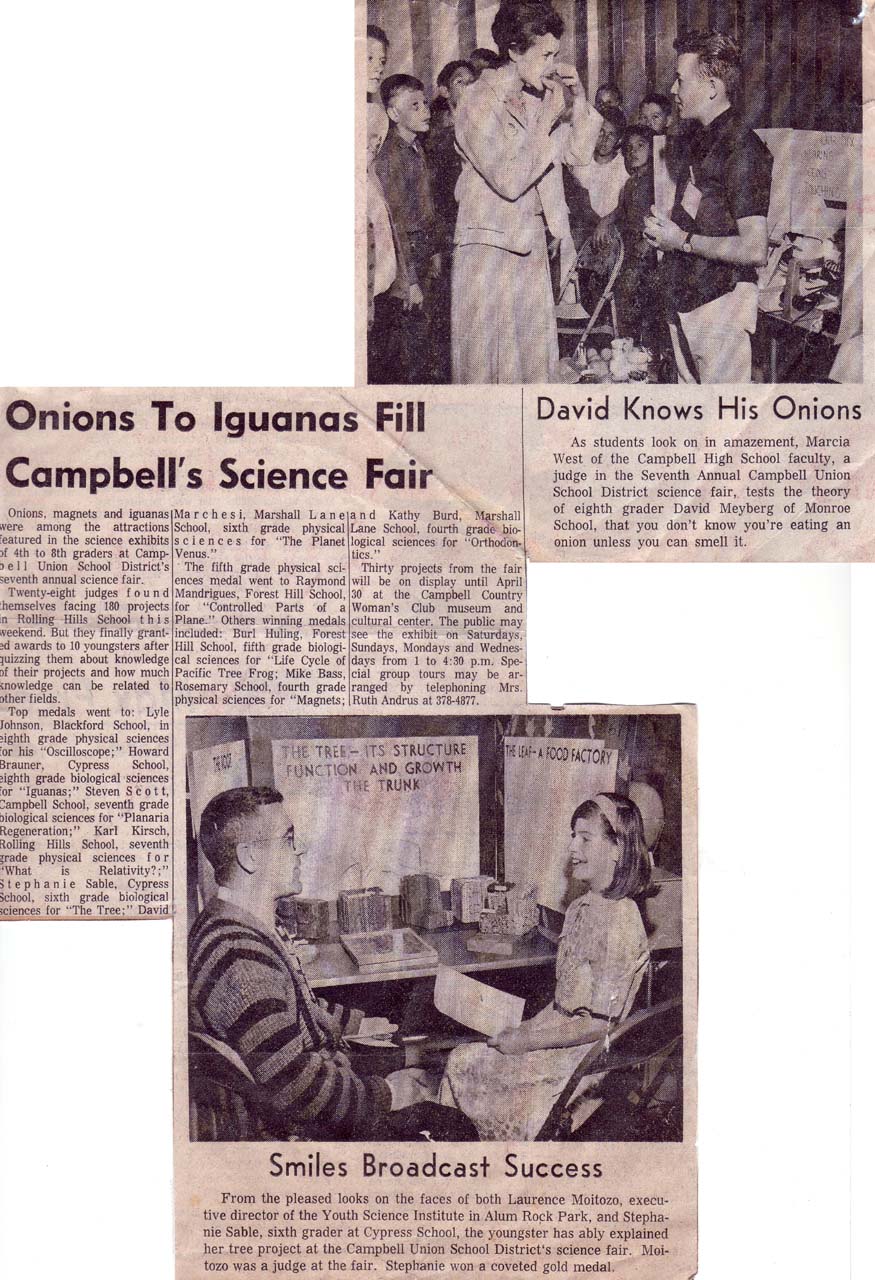 Onions To Iguanas Fill
Campbell's Science Fair
Onions, magnets and iguanas
were among the attractions
featured in the science exhibits
of 4th to 8th graders at Camp-
bell Union School District's
seventh annual science fair.
Twenty-eight judges found
themselves facing 180 projects
in Rolling Hills School this
weekend. But they finally grant-
ed awards to 10 youngsters after
quizzing them about knowledge
of their projects and how much
knowledge can be related to
other fields.
Top medals went to: Lyle
Johnson, Blackford School, in
eighth grade physical sciences
for his "Oscilloscope;" Howard
Brauner, Cypress School,
eighth grade biological sciences
for "Iguanas;" Steven Scott,
Campbell School, seventh grade
biological sciences for "Planaria
Regeneration;" Karl Kirsch,
Rolling Hills School, seventh
grade physical sciences for
"What is Relativity?;"
Stephanie Sable, Cypress
School, sixth grade biological
sciences for "The Tree;" David
Marchesi, Marshall Lane
School, sixth grade physical
sciences for "The Planet
Venus."
The fifth grade physical sci-
ences medal went to Raymond
Mandrigues, Forest Hill School,
for "Controlled Parts of a
Plane." Others winning medals
included: Burl Huling, Forest
Hill School, fifth grade biologi-
cal sciences for "Life Cycle of
Pacific Tree Frog; Mike Bass,
Rosemary School, fourth grade
physical sciences for "Magnets;
and Kathy Burd, Marshall
Lane School, fourth grade bio-
logical sciences for "Orthodon-
tics."
Thirty projects from the fair
will be on display until April
30 at the Campbell Country
Woman's Club museum and
cultural center. The public may
see the exhibit on Saturdays,
Sundays, Mondays and Wednes-
days from 1 to 4:30 p.m. Spe-
cial group tours may be ar-
ranged by telephoning Mrs.
Ruth Andrus at 378-4877.
David Knows His Onions
As students look on in amazement, Marcia
West of the Campbell High School faculty, a
judge in the Seventh Annual Campbell Union
School District science fair, tests the theory
of eighth grader David Meyberg of Monroe
School, that you don't know you're eating an
onion unless you can smell it.
THE TREE - ITS STRUCTURE
FUNCTION AND GROWTH
THE TRUNK
THE LEAF - A FOOD FACTORY
Smiles Broadcast Success
From the pleased looks on the faces of both Laurence Moitozo, execu-
tive director of the Youth Science Institute in Alum Rock Park, and Stepha-
nie Sable, sixth grader at Cypress School, the youngster has ably explained
her tree project at the Campbell Union School District's science fair. Moi-
tozo was a judge at the fair. Stephanie won a coveted gold medal.